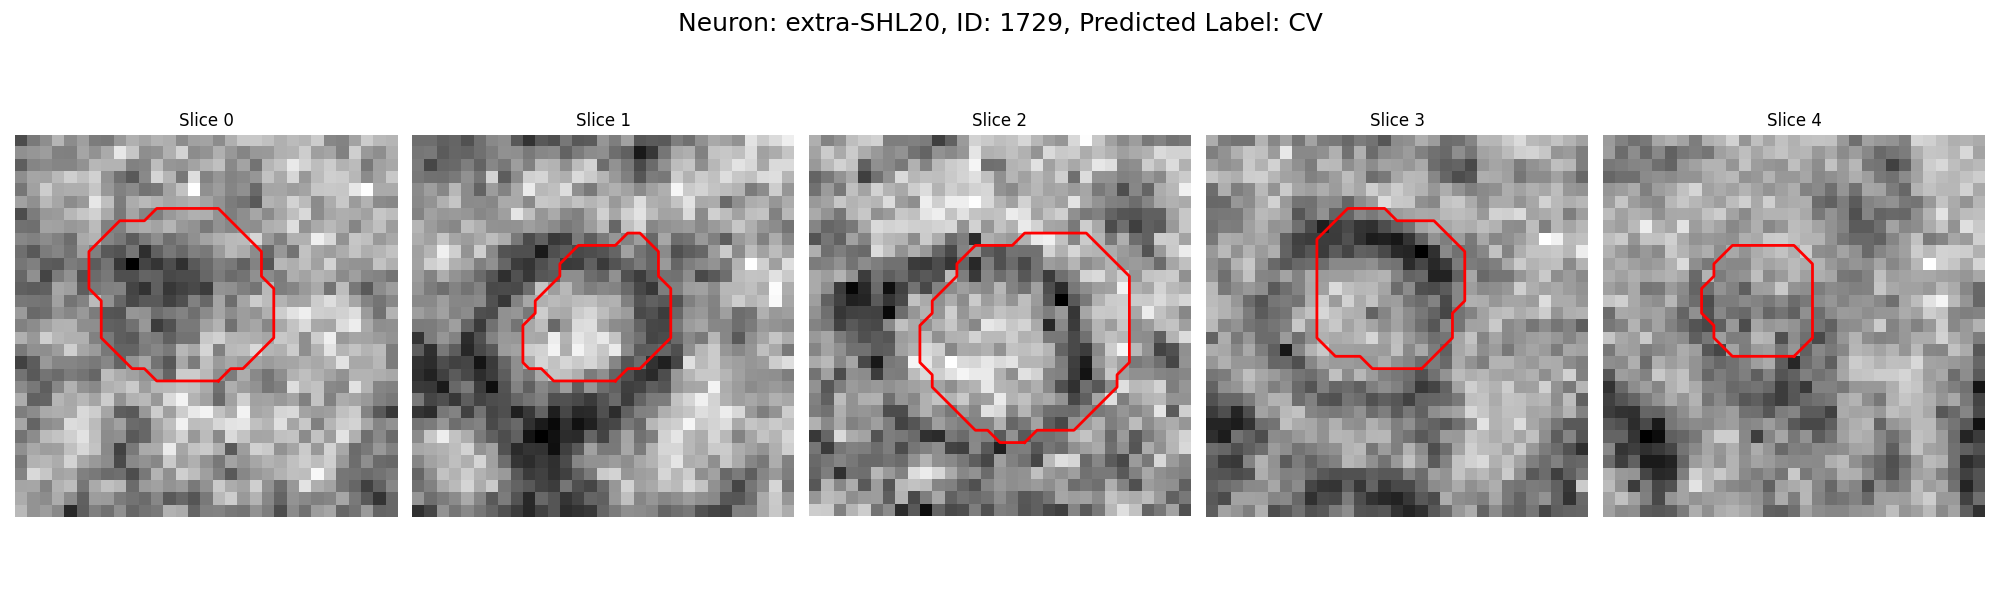 Neuron: extra-SHL20, ID: 1729, Predicted Label: CV
Slice 0
Slice 1
Slice 2
Slice 3
Slice 4